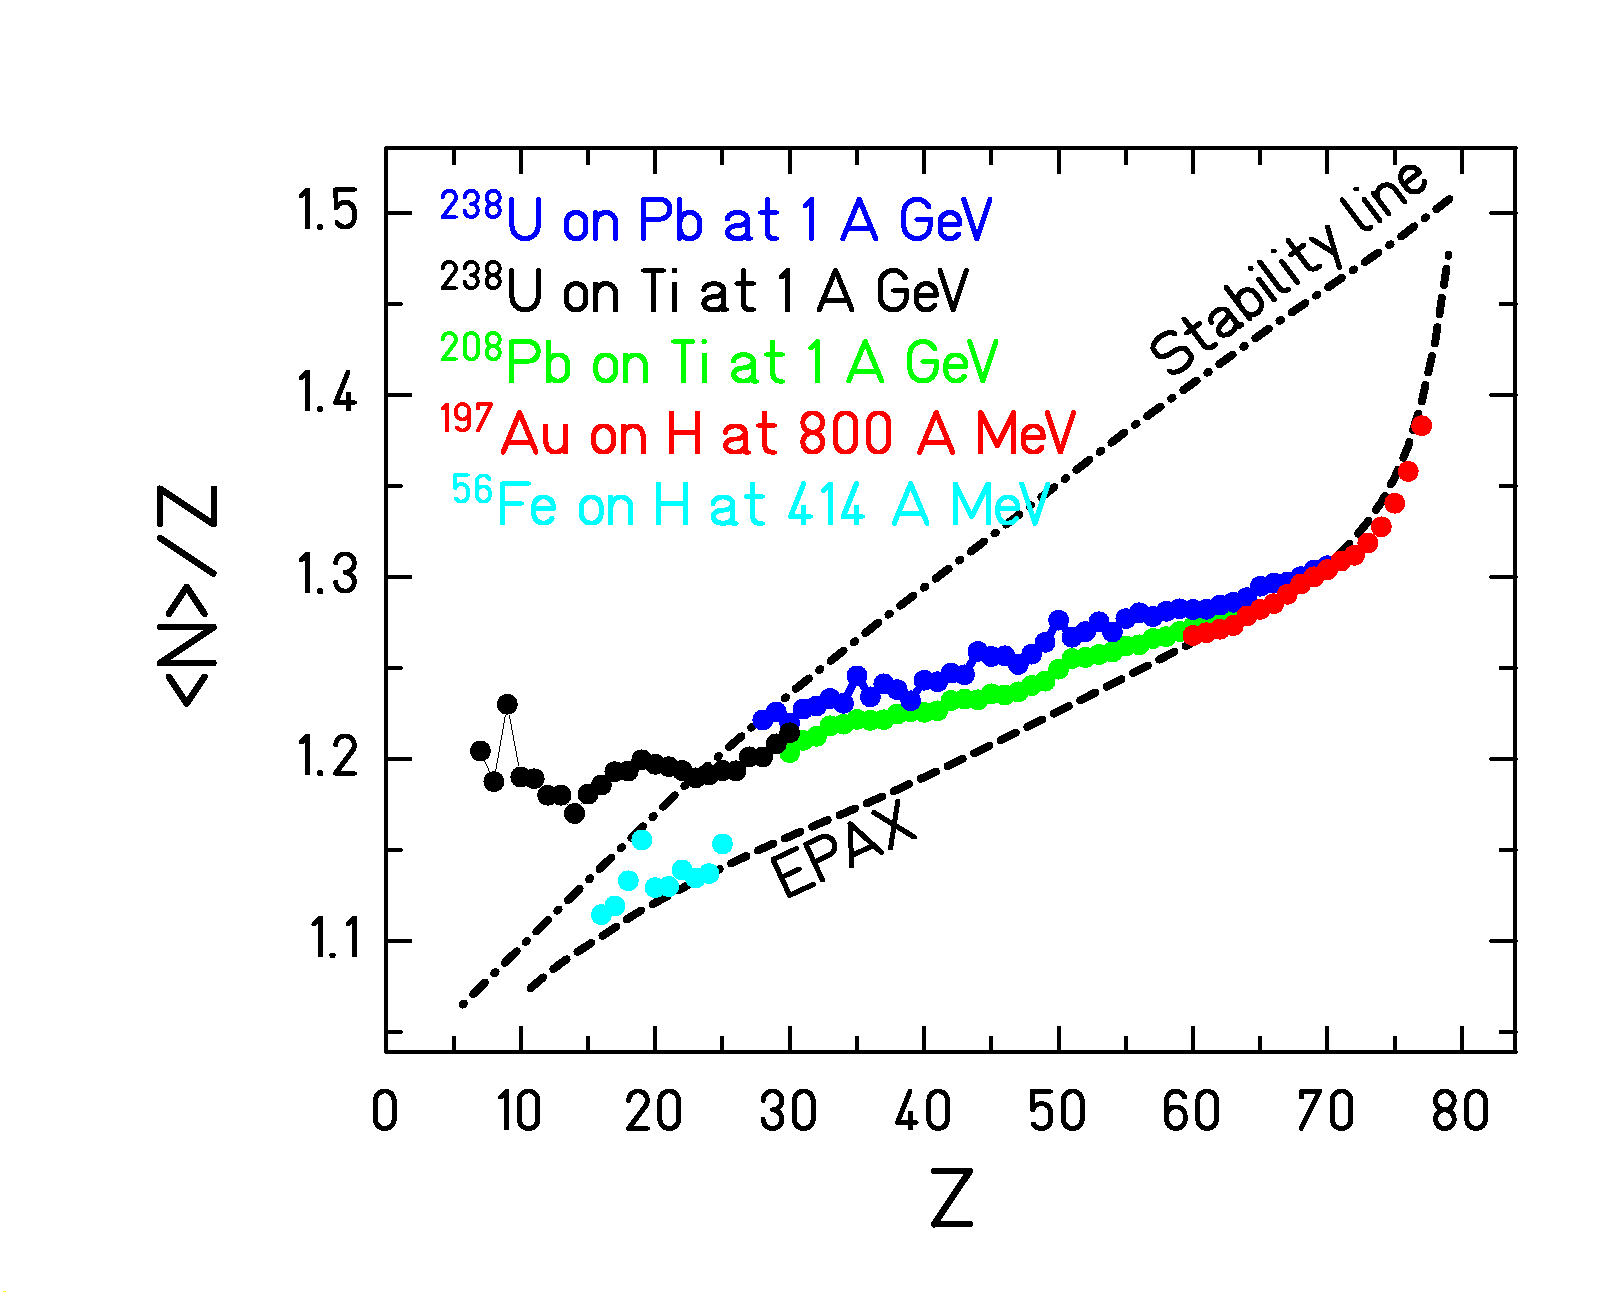 1.5
1.4
1.3
1.2
1.1
<N>/Z
²³⁸U on Pb at 1 A GeV
²³⁸U on Ti at 1 A GeV
²⁰⁸Pb on Ti at 1 A GeV
¹⁹⁷Au on H at 800 A MeV
⁵⁶Fe on H at 414 A MeV
Stability line
EPAX
0 10 20 30 40 50 60 70 80
Z